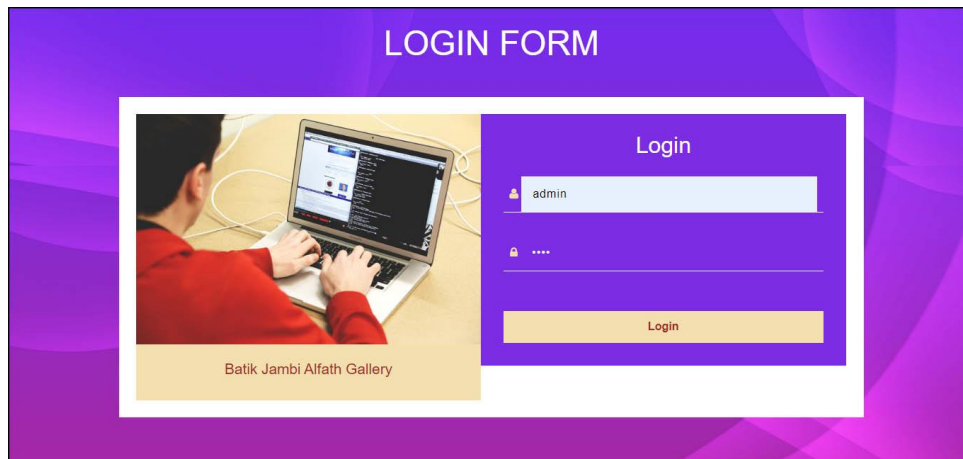 LOGIN FORM
Login
admin
••••
Login
Batik Jambi Alfath Gallery